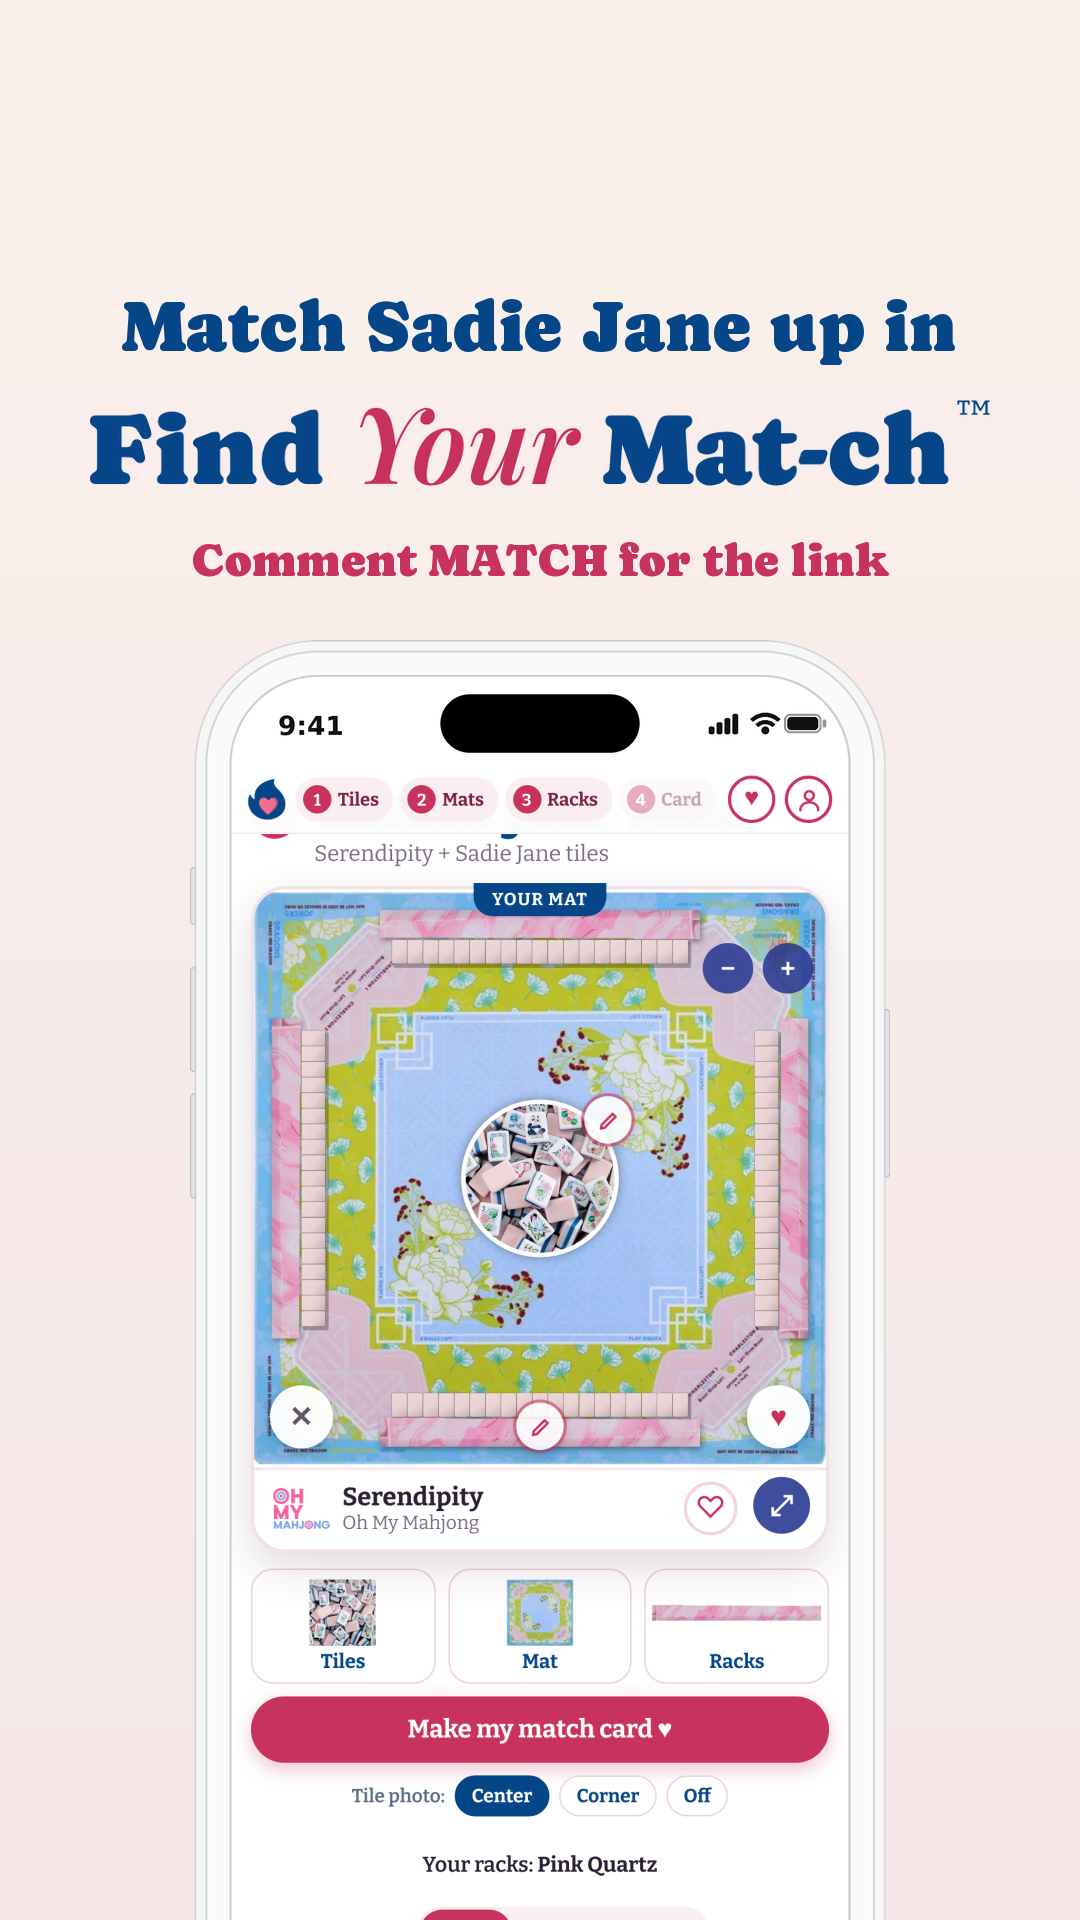 Match Sadie Jane up in
Find Your Mat-ch™
Comment MATCH for the link
9:41
1 Tiles 2 Mats 3 Racks 4 Card
Serendipity + Sadie Jane tiles
YOUR MAT
OH
MY
MAHJONG
Serendipity
Oh My Mahjong
Tiles Mat Racks
Make my match card ♥
Tile photo: Center Corner Off
Your racks: Pink Quartz